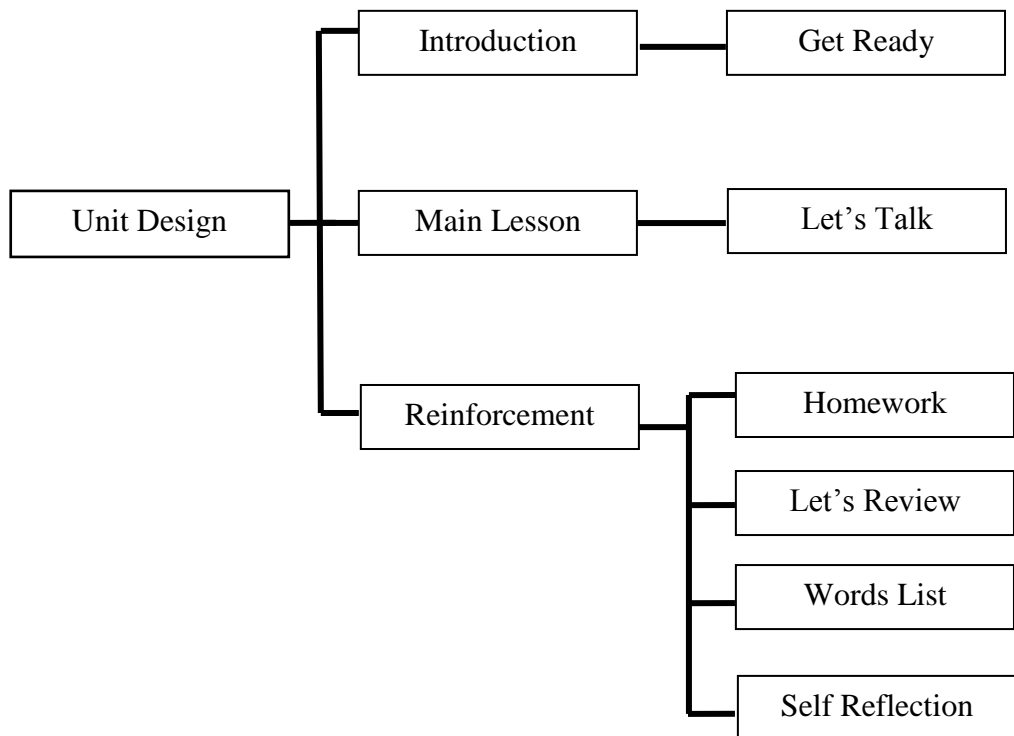 Introduction
Get Ready
Unit Design
Main Lesson
Let’s Talk
Reinforcement
Homework
Let’s Review
Words List
Self Reflection